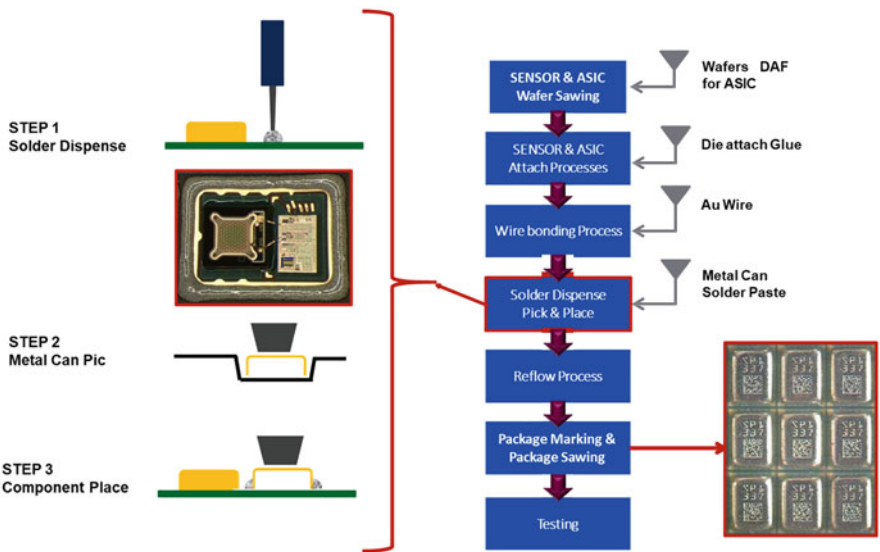 STEP 1
Solder Dispense
STEP 2
Metal Can Pic
STEP 3
Component Place
SENSOR & ASIC
Wafer Sawing
Wafers DAF
for ASIC
SENSOR & ASIC
Attach Processes
Die attach Glue
Wire bonding Process
Au Wire
Solder Dispense
Pick & Place
Metal Can
Solder Paste
Reflow Process
Package Marking &
Package Sawing
Testing